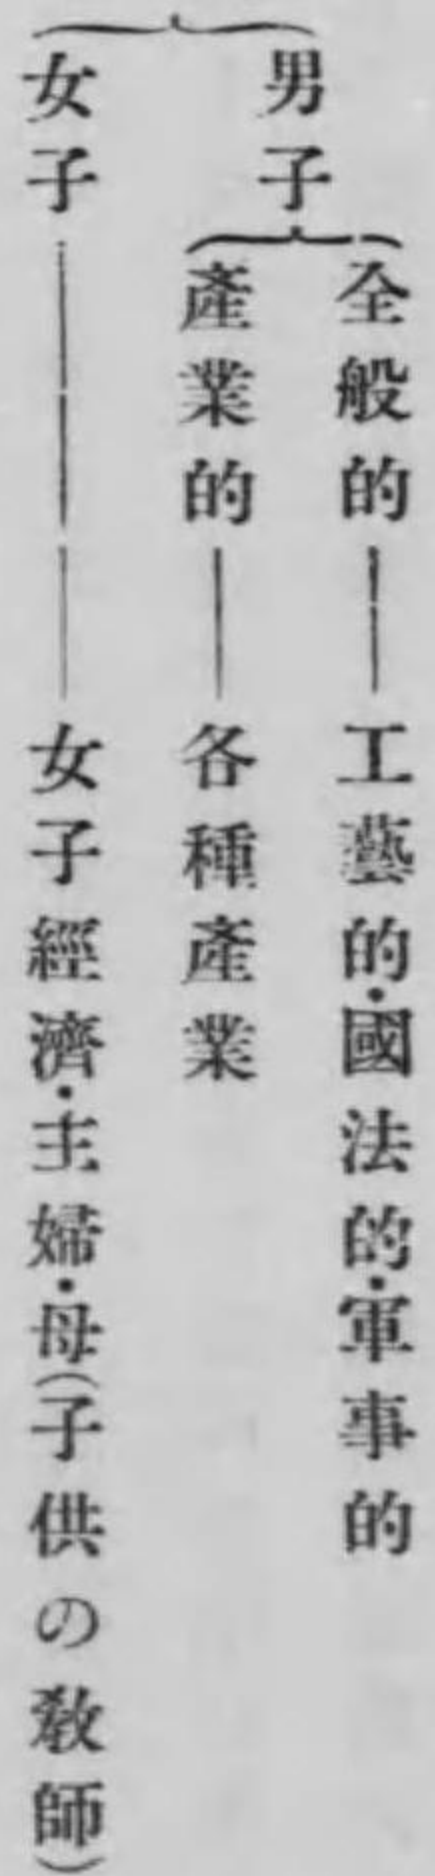 男子
全般的――工藝的・國法的・軍事的
產業的――各種產業
女子――――女子經濟・主婦・母(子供の敎師)